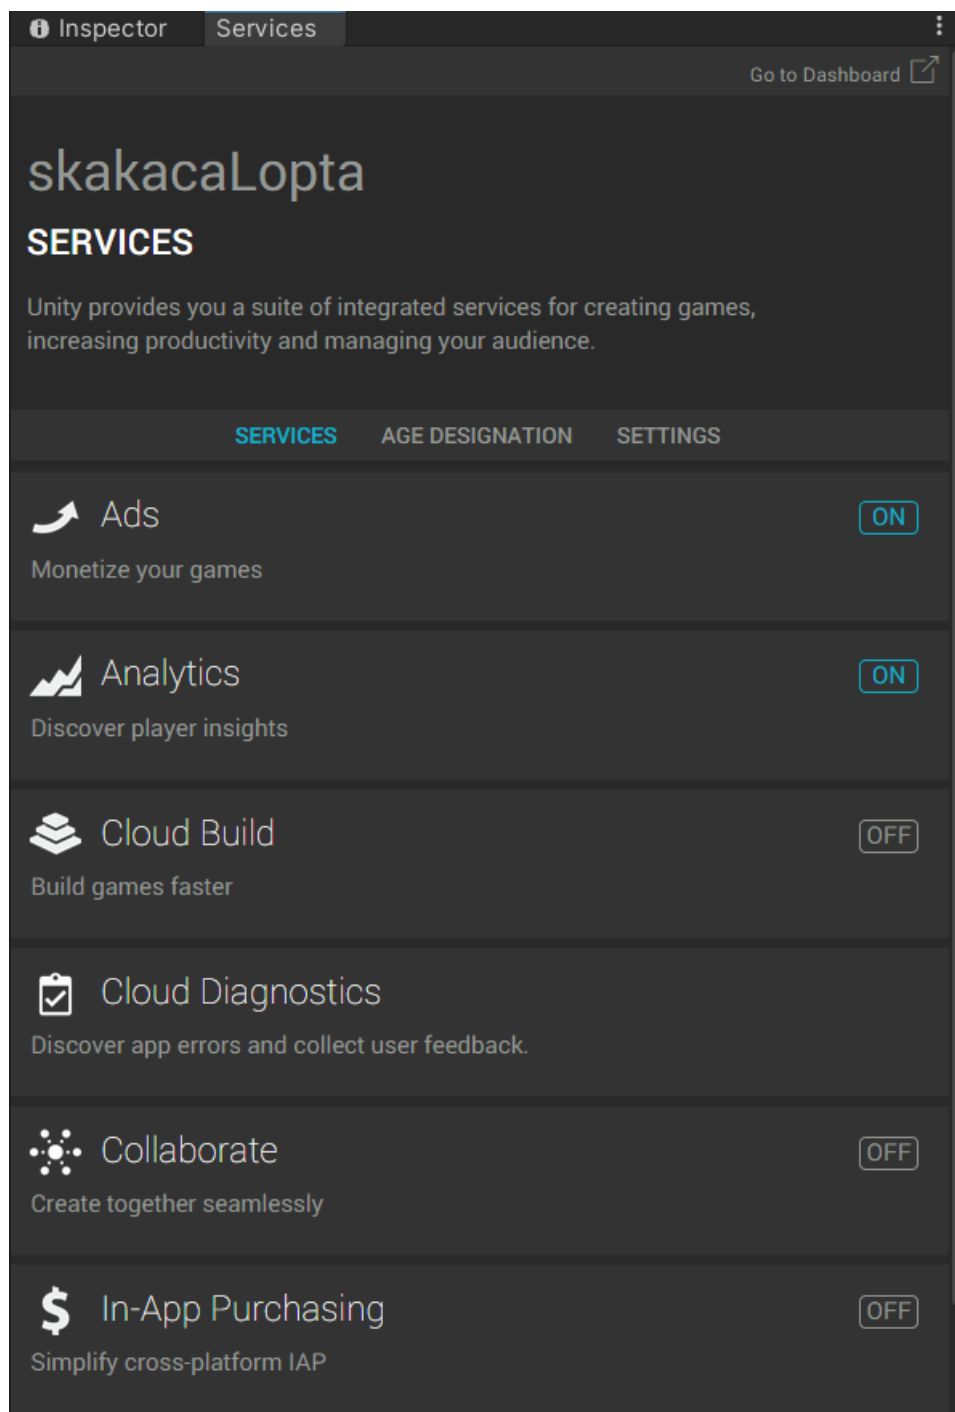 Inspector
Services
Go to Dashboard
skakacaLopta
SERVICES
Unity provides you a suite of integrated services for creating games,
increasing productivity and managing your audience.
SERVICES
AGE DESIGNATION
SETTINGS
Ads
ON
Monetize your games
Analytics
ON
Discover player insights
Cloud Build
OFF
Build games faster
Cloud Diagnostics
Discover app errors and collect user feedback.
Collaborate
OFF
Create together seamlessly
In-App Purchasing
OFF
Simplify cross-platform IAP